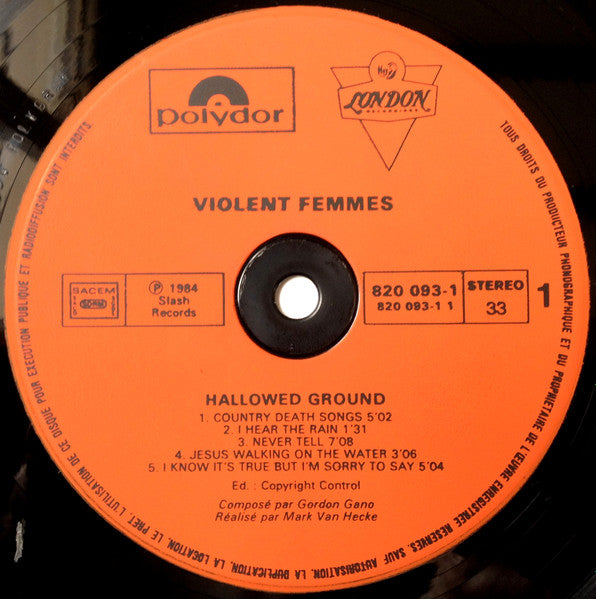 polydor
LONDON
RECORDINGS
VIOLENT FEMMES
SACEM
SDRM
Ⓟ 1984
Slash
Records
820 093-1
820 093-1 1
STEREO
33
1
HALLOWED GROUND
1. COUNTRY DEATH SONGS 5'02
2. I HEAR THE RAIN 1'31
3. NEVER TELL 7'08
4. JESUS WALKING ON THE WATER 3'06
5. I KNOW IT'S TRUE BUT I'M SORRY TO SAY 5'04
Ed. : Copyright Control
Composé par Gordon Gano
Réalisé par Mark Van Hecke
TOUS DROITS DU PRODUCTEUR PHONOGRAPHIQUE ET DU PROPRIETAIRE DE L'ŒUVRE ENREGISTREE RESERVES. SAUF AUTORISATION, LA DUPLICATION, LA LOCATION, LE PRET, L'UTILISATION DE CE DISQUE POUR EXECUTION PUBLIQUE ET RADIODIFFUSION SONT INTERDITS